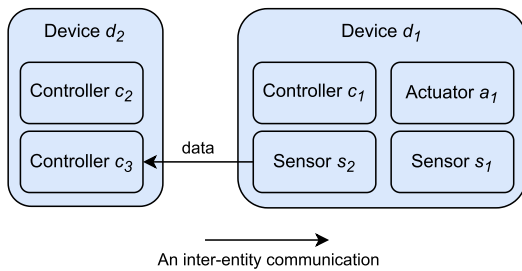 Device d2
Device d1
Controller c2
Controller c1
Actuator a1
Controller c3
data
Sensor s2
Sensor s1
An inter-entity communication